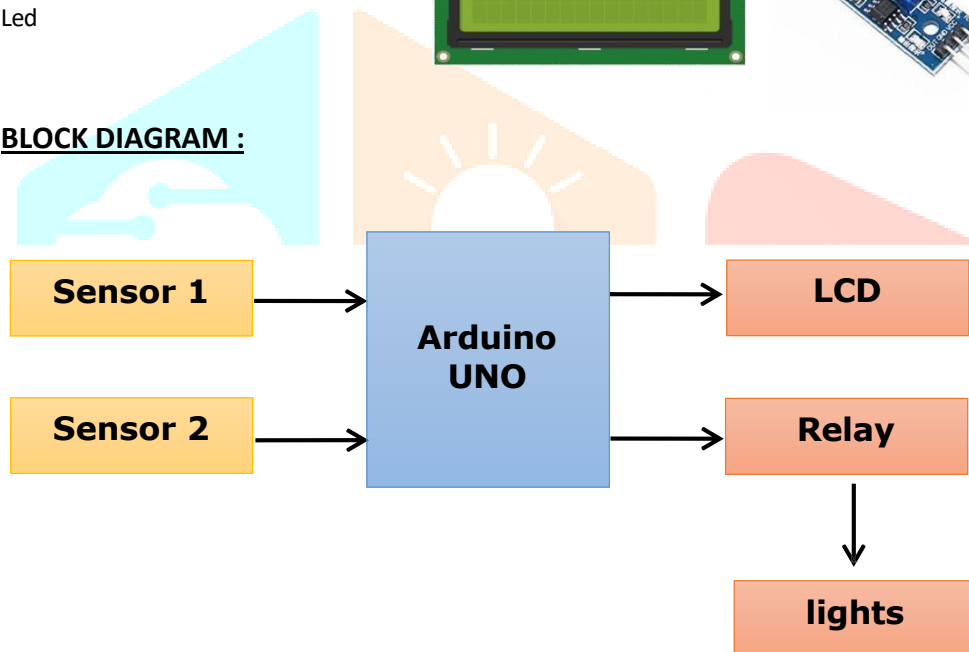 Led
BLOCK DIAGRAM :
Sensor 1
LCD
Arduino
UNO
Sensor 2
Relay
lights